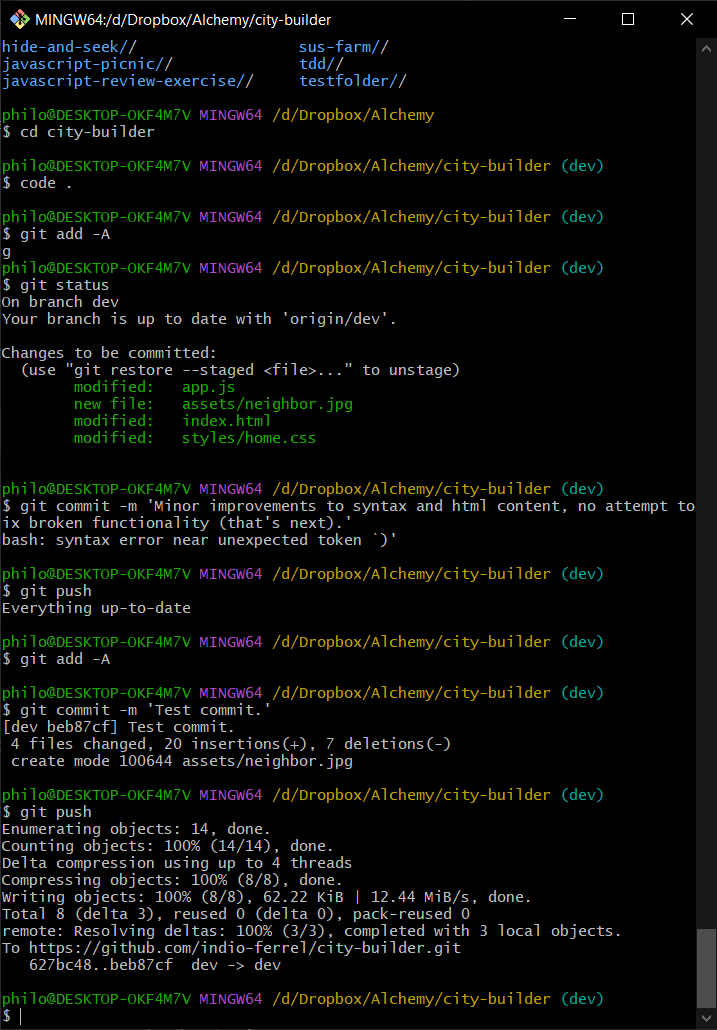 MINGW64:/d/Dropbox/Alchemy/city-builder
hide-and-seek// sus-farm//
javascript-picnic// tdd//
javascript-review-exercise// testfolder//
philo@DESKTOP-OKF4M7V MINGW64 /d/Dropbox/Alchemy
$ cd city-builder
philo@DESKTOP-OKF4M7V MINGW64 /d/Dropbox/Alchemy/city-builder (dev)
$ code .
philo@DESKTOP-OKF4M7V MINGW64 /d/Dropbox/Alchemy/city-builder (dev)
$ git add -A
g
philo@DESKTOP-OKF4M7V MINGW64 /d/Dropbox/Alchemy/city-builder (dev)
$ git status
On branch dev
Your branch is up to date with 'origin/dev'.
Changes to be committed:
(use "git restore --staged <file>..." to unstage)
modified: app.js
new file: assets/neighbor.jpg
modified: index.html
modified: styles/home.css
philo@DESKTOP-OKF4M7V MINGW64 /d/Dropbox/Alchemy/city-builder (dev)
$ git commit -m 'Minor improvements to syntax and html content, no attempt to
ix broken functionality (that's next).'
bash: syntax error near unexpected token `)'
philo@DESKTOP-OKF4M7V MINGW64 /d/Dropbox/Alchemy/city-builder (dev)
$ git push
Everything up-to-date
philo@DESKTOP-OKF4M7V MINGW64 /d/Dropbox/Alchemy/city-builder (dev)
$ git add -A
philo@DESKTOP-OKF4M7V MINGW64 /d/Dropbox/Alchemy/city-builder (dev)
$ git commit -m 'Test commit.'
[dev beb87cf] Test commit.
4 files changed, 20 insertions(+), 7 deletions(-)
create mode 100644 assets/neighbor.jpg
philo@DESKTOP-OKF4M7V MINGW64 /d/Dropbox/Alchemy/city-builder (dev)
$ git push
Enumerating objects: 14, done.
Counting objects: 100% (14/14), done.
Delta compression using up to 4 threads
Compressing objects: 100% (8/8), done.
Writing objects: 100% (8/8), 62.22 KiB | 12.44 MiB/s, done.
Total 8 (delta 3), reused 0 (delta 0), pack-reused 0
remote: Resolving deltas: 100% (3/3), completed with 3 local objects.
To https://github.com/indio-ferrel/city-builder.git
627bc48..beb87cf dev -> dev
philo@DESKTOP-OKF4M7V MINGW64 /d/Dropbox/Alchemy/city-builder (dev)
$